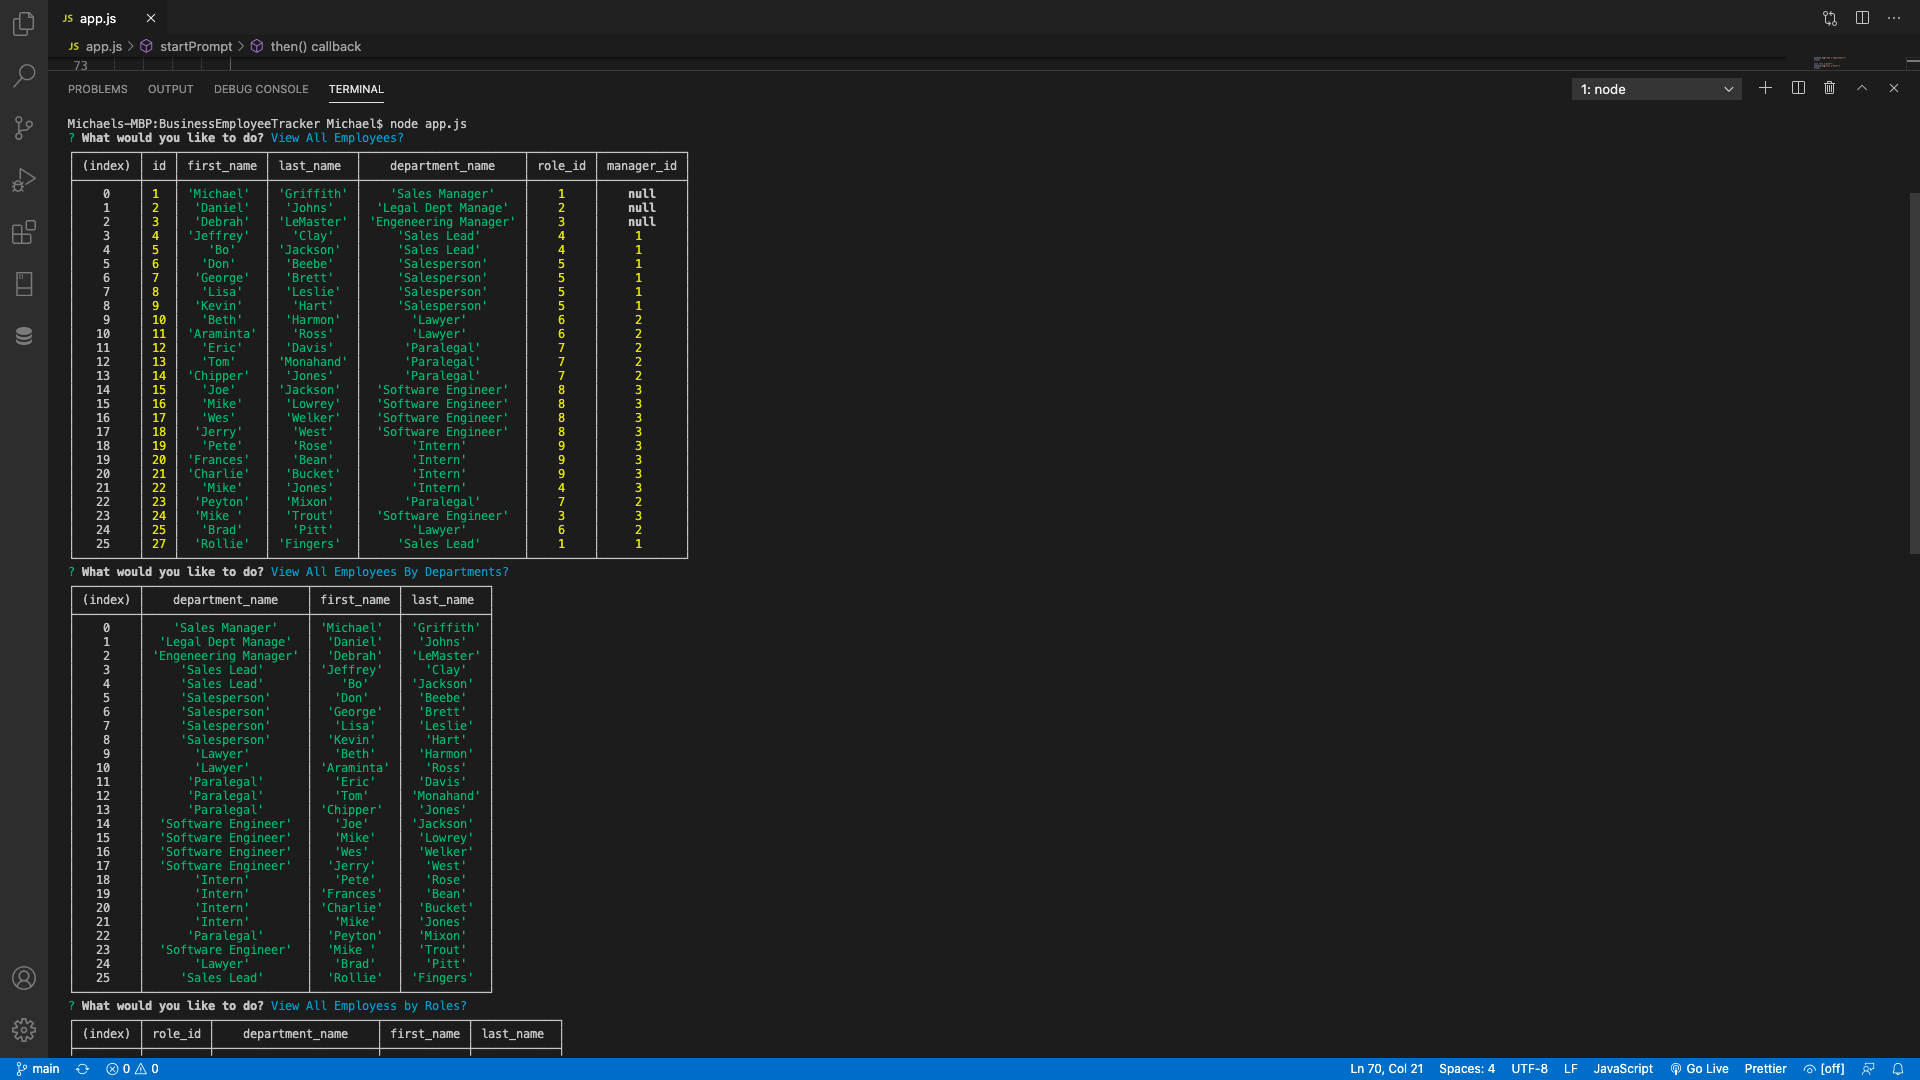 JS app.js
JS app.js > startPrompt > then() callback
73
PROBLEMS OUTPUT DEBUG CONSOLE TERMINAL 1: node
Michaels-MBP:BusinessEmployeeTracker Michael$ node app.js
? What would you like to do? View All Employees?
(index) id first_name last_name department_name role_id manager_id
0 1 'Michael' 'Griffith' 'Sales Manager' 1 null
1 2 'Daniel' 'Johns' 'Legal Dept Manage' 2 null
2 3 'Debrah' 'LeMaster' 'Engeneering Manager' 3 null
3 4 'Jeffrey' 'Clay' 'Sales Lead' 4 1
4 5 'Bo' 'Jackson' 'Sales Lead' 4 1
5 6 'Don' 'Beebe' 'Salesperson' 5 1
6 7 'George' 'Brett' 'Salesperson' 5 1
7 8 'Lisa' 'Leslie' 'Salesperson' 5 1
8 9 'Kevin' 'Hart' 'Salesperson' 5 1
9 10 'Beth' 'Harmon' 'Lawyer' 6 2
10 11 'Araminta' 'Ross' 'Lawyer' 6 2
11 12 'Eric' 'Davis' 'Paralegal' 7 2
12 13 'Tom' 'Monahand' 'Paralegal' 7 2
13 14 'Chipper' 'Jones' 'Paralegal' 7 2
14 15 'Joe' 'Jackson' 'Software Engineer' 8 3
15 16 'Mike' 'Lowrey' 'Software Engineer' 8 3
16 17 'Wes' 'Welker' 'Software Engineer' 8 3
17 18 'Jerry' 'West' 'Software Engineer' 8 3
18 19 'Pete' 'Rose' 'Intern' 9 3
19 20 'Frances' 'Bean' 'Intern' 9 3
20 21 'Charlie' 'Bucket' 'Intern' 9 3
21 22 'Mike' 'Jones' 'Intern' 4 3
22 23 'Peyton' 'Mixon' 'Paralegal' 7 2
23 24 'Mike ' 'Trout' 'Software Engineer' 3 3
24 25 'Brad' 'Pitt' 'Lawyer' 6 2
25 27 'Rollie' 'Fingers' 'Sales Lead' 1 1
? What would you like to do? View All Employees By Departments?
(index) department_name first_name last_name
0 'Sales Manager' 'Michael' 'Griffith'
1 'Legal Dept Manage' 'Daniel' 'Johns'
2 'Engeneering Manager' 'Debrah' 'LeMaster'
3 'Sales Lead' 'Jeffrey' 'Clay'
4 'Sales Lead' 'Bo' 'Jackson'
5 'Salesperson' 'Don' 'Beebe'
6 'Salesperson' 'George' 'Brett'
7 'Salesperson' 'Lisa' 'Leslie'
8 'Salesperson' 'Kevin' 'Hart'
9 'Lawyer' 'Beth' 'Harmon'
10 'Lawyer' 'Araminta' 'Ross'
11 'Paralegal' 'Eric' 'Davis'
12 'Paralegal' 'Tom' 'Monahand'
13 'Paralegal' 'Chipper' 'Jones'
14 'Software Engineer' 'Joe' 'Jackson'
15 'Software Engineer' 'Mike' 'Lowrey'
16 'Software Engineer' 'Wes' 'Welker'
17 'Software Engineer' 'Jerry' 'West'
18 'Intern' 'Pete' 'Rose'
19 'Intern' 'Frances' 'Bean'
20 'Intern' 'Charlie' 'Bucket'
21 'Intern' 'Mike' 'Jones'
22 'Paralegal' 'Peyton' 'Mixon'
23 'Software Engineer' 'Mike ' 'Trout'
24 'Lawyer' 'Brad' 'Pitt'
25 'Sales Lead' 'Rollie' 'Fingers'
? What would you like to do? View All Employess by Roles?
(index) role_id department_name first_name last_name
main 0 0 Ln 70, Col 21 Spaces: 4 UTF-8 LF JavaScript Go Live Prettier [off]